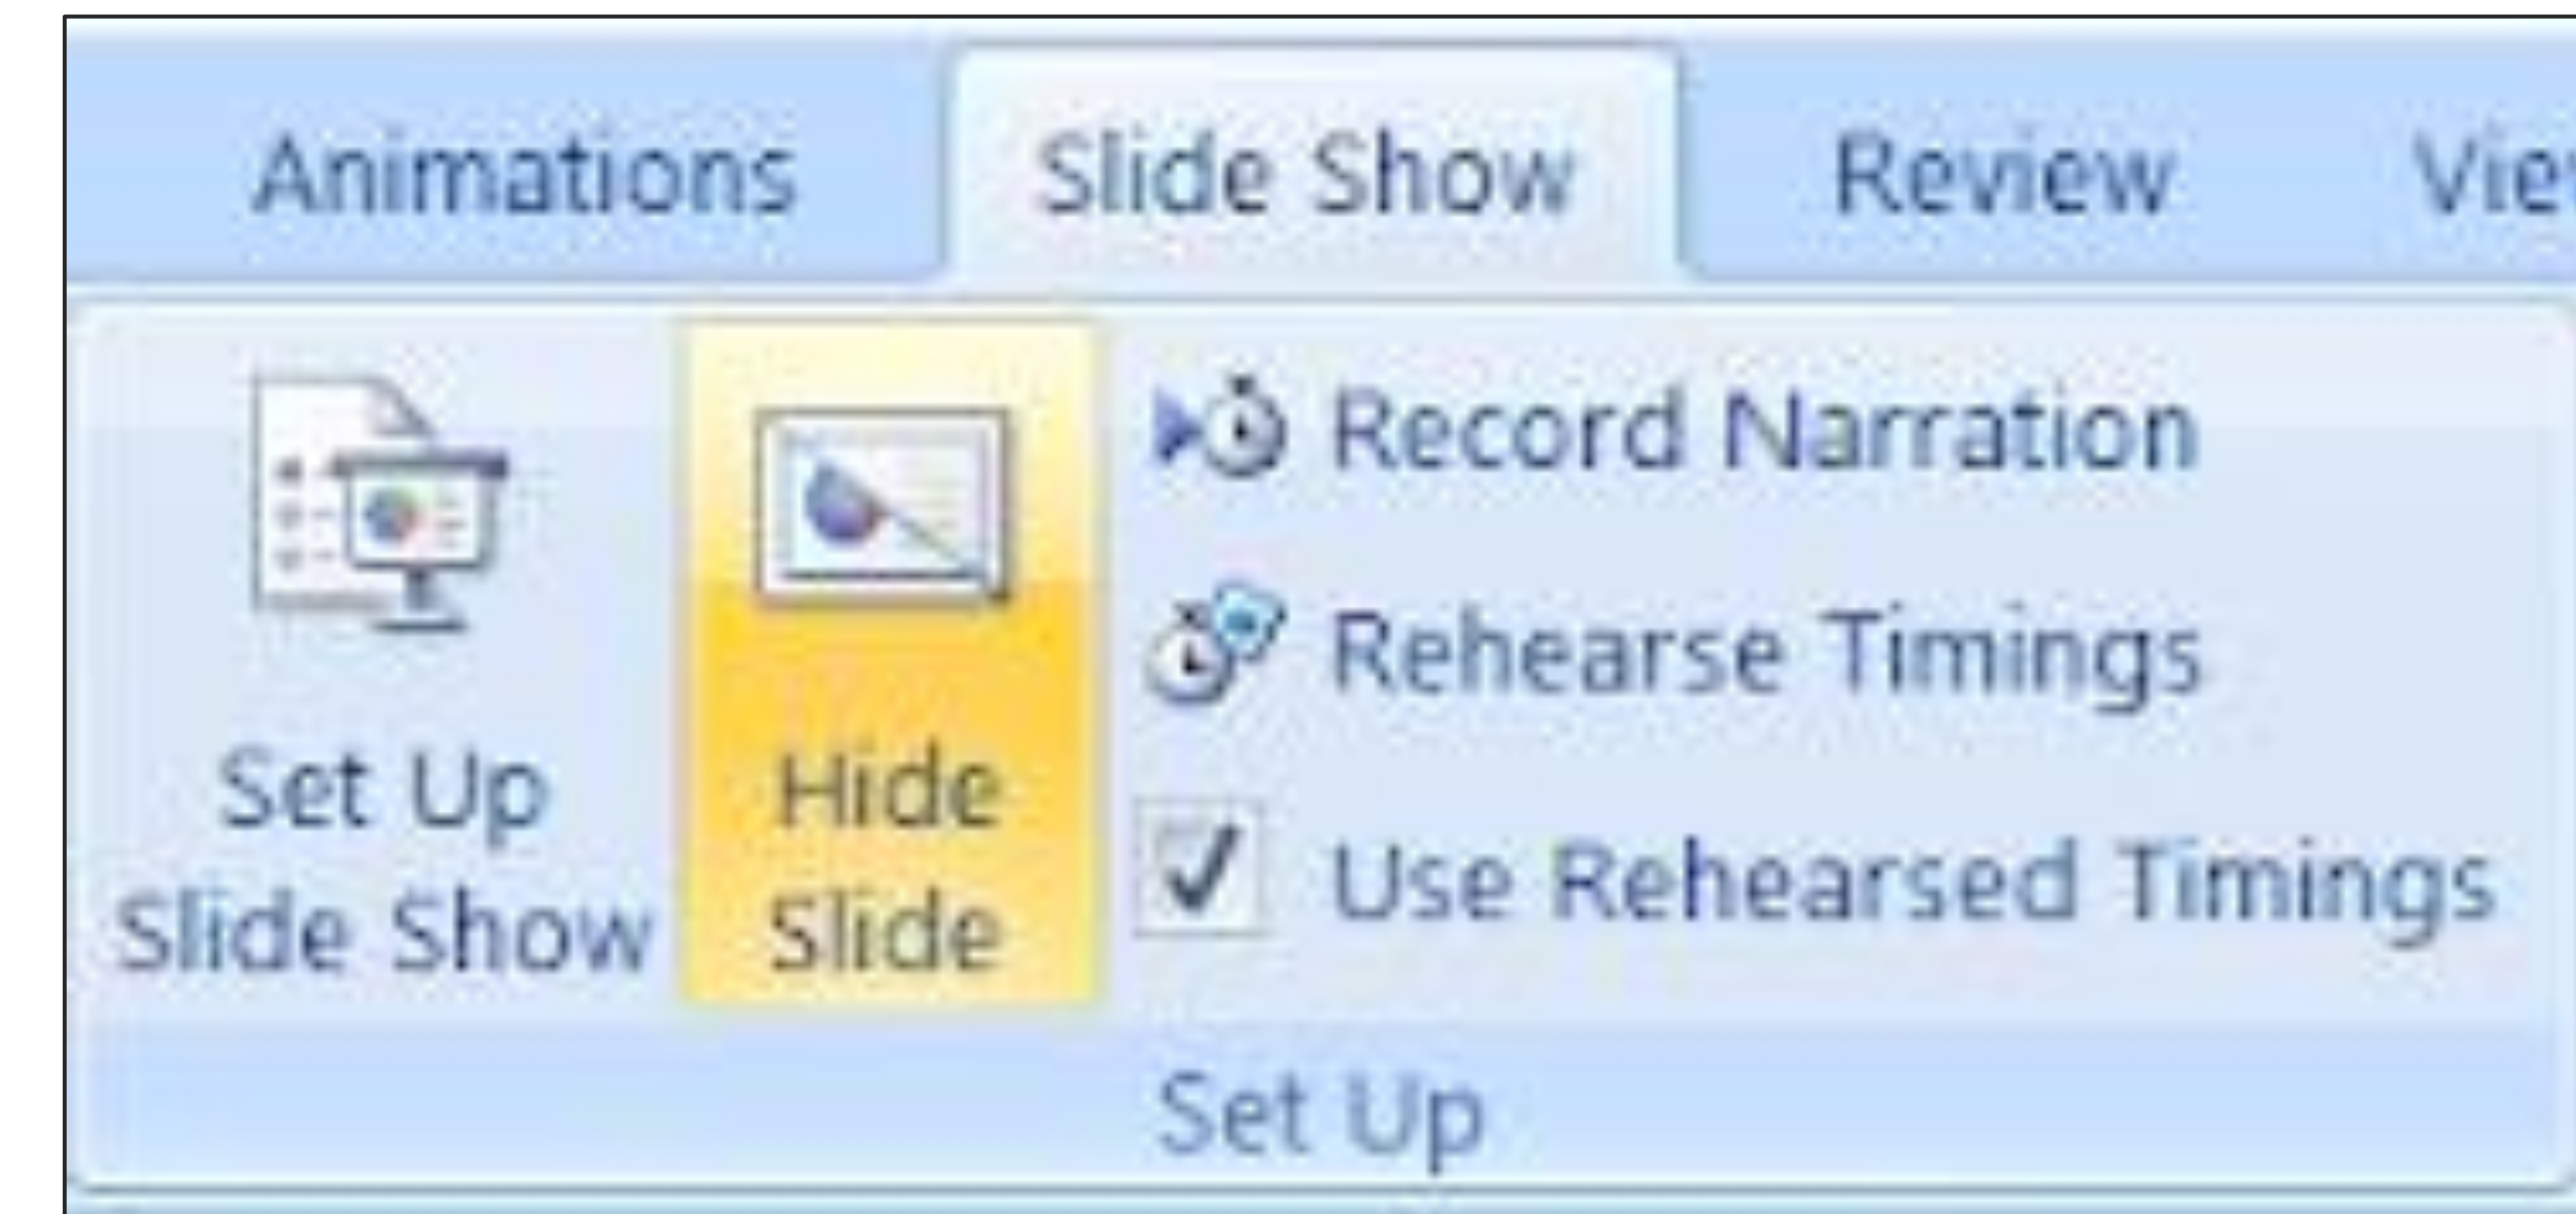 Animations Slide Show Review
Set Up
Slide Show
Hide
Slide
Record Narration
Rehearse Timings
Use Rehearsed Timings
Set Up